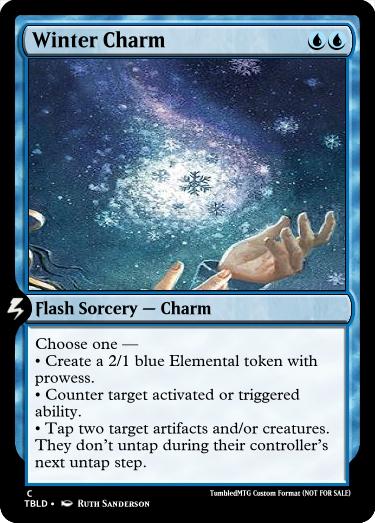 Winter Charm
Flash Sorcery — Charm
Choose one —
• Create a 2/1 blue Elemental token with
prowess.
• Counter target activated or triggered
ability.
• Tap two target artifacts and/or creatures.
They don't untap during their controller's
next untap step.
C
TBLD • Ruth Sanderson
TumbledMTG Custom Format (NOT FOR SALE)